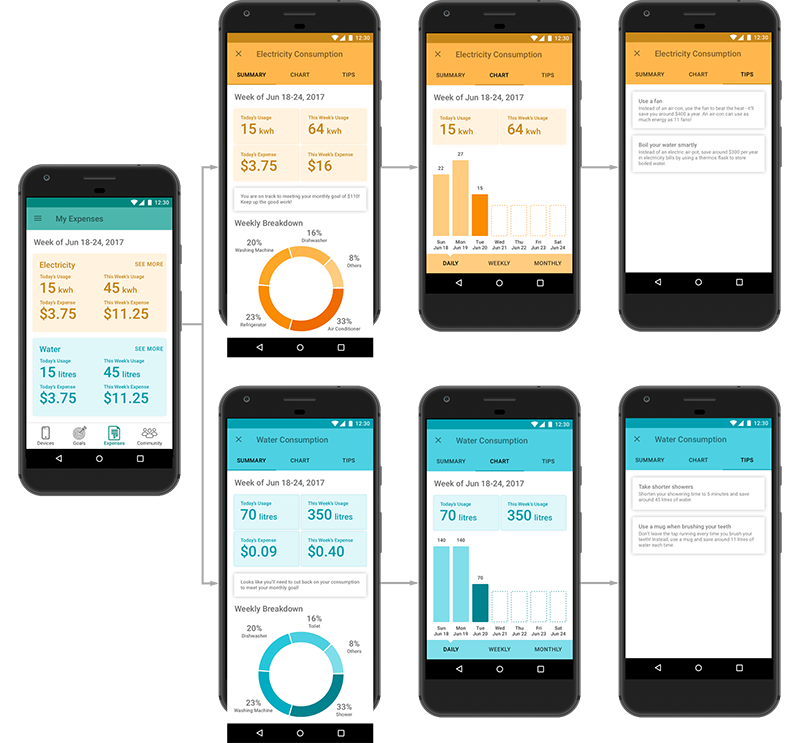 12:30
My Expenses
Week of Jun 18-24, 2017
Electricity SEE MORE
Today's Usage This Week's Usage
15 kwh 45 kwh
Today's Expense This Week's Expense
$3.75 $11.25
Water SEE MORE
Today's Usage This Week's Usage
15 litres 45 litres
Today's Expense This Week's Expense
$3.75 $11.25
Devices Goals Expenses Community
12:30
Electricity Consumption
SUMMARY CHART TIPS
Week of Jun 18-24, 2017
Today's Usage This Week's Usage
15 kwh 64 kwh
Today's Expense This Week's Expense
$3.75 $16
You are on track to meeting your monthly goal of $110!
Keep up the good work!
Weekly Breakdown
16%
Dishwasher
20%
Washing Machine
8%
Others
23%
Refrigerator
33%
Air Conditioner
12:30
Electricity Consumption
SUMMARY CHART TIPS
Week of Jun 18-24, 2017
Today's Usage This Week's Usage
15 kwh 64 kwh
27
22
15
Sun Mon Tue Wed Thu Fri Sat
Jun 18 Jun 19 Jun 20 Jun 21 Jun 22 Jun 23 Jun 24
DAILY WEEKLY MONTHLY
12:30
Electricity Consumption
SUMMARY CHART TIPS
Use a fan
Instead of an air-con, use the fan to beat the heat - it'll
save you around $400 a year. An air con can use as
much energy as 11 fans!
Boil your water smartly
Instead of an electric air-pot, save around $300 per year
in electricity bills by using a thermos flask to store
boiled water.
12:30
Water Consumption
SUMMARY CHART TIPS
Week of Jun 18-24, 2017
Today's Usage This Week's Usage
70 litres 350 litres
Today's Expense This Week's Expense
$0.09 $0.40
Looks like you'll need to cut back on your consumption
to meet your monthly goal!
Weekly Breakdown
16%
Toilet
20%
Dishwasher
8%
Others
23%
Washing Machine
33%
Shower
12:30
Water Consumption
SUMMARY CHART TIPS
Week of Jun 18-24, 2017
Today's Usage This Week's Usage
70 litres 350 litres
140 140
70
Sun Mon Tue Wed Thu Fri Sat
Jun 18 Jun 19 Jun 20 Jun 21 Jun 22 Jun 23 Jun 24
DAILY WEEKLY MONTHLY
12:30
Water Consumption
SUMMARY CHART TIPS
Take shorter showers
Shorten your showering time to 5 minutes and save
around 45 litres of water.
Use a mug when brushing your teeth
Don't leave the tap running every time you brush your
teeth! Instead, use a mug and save around 11 litres of
water each time.